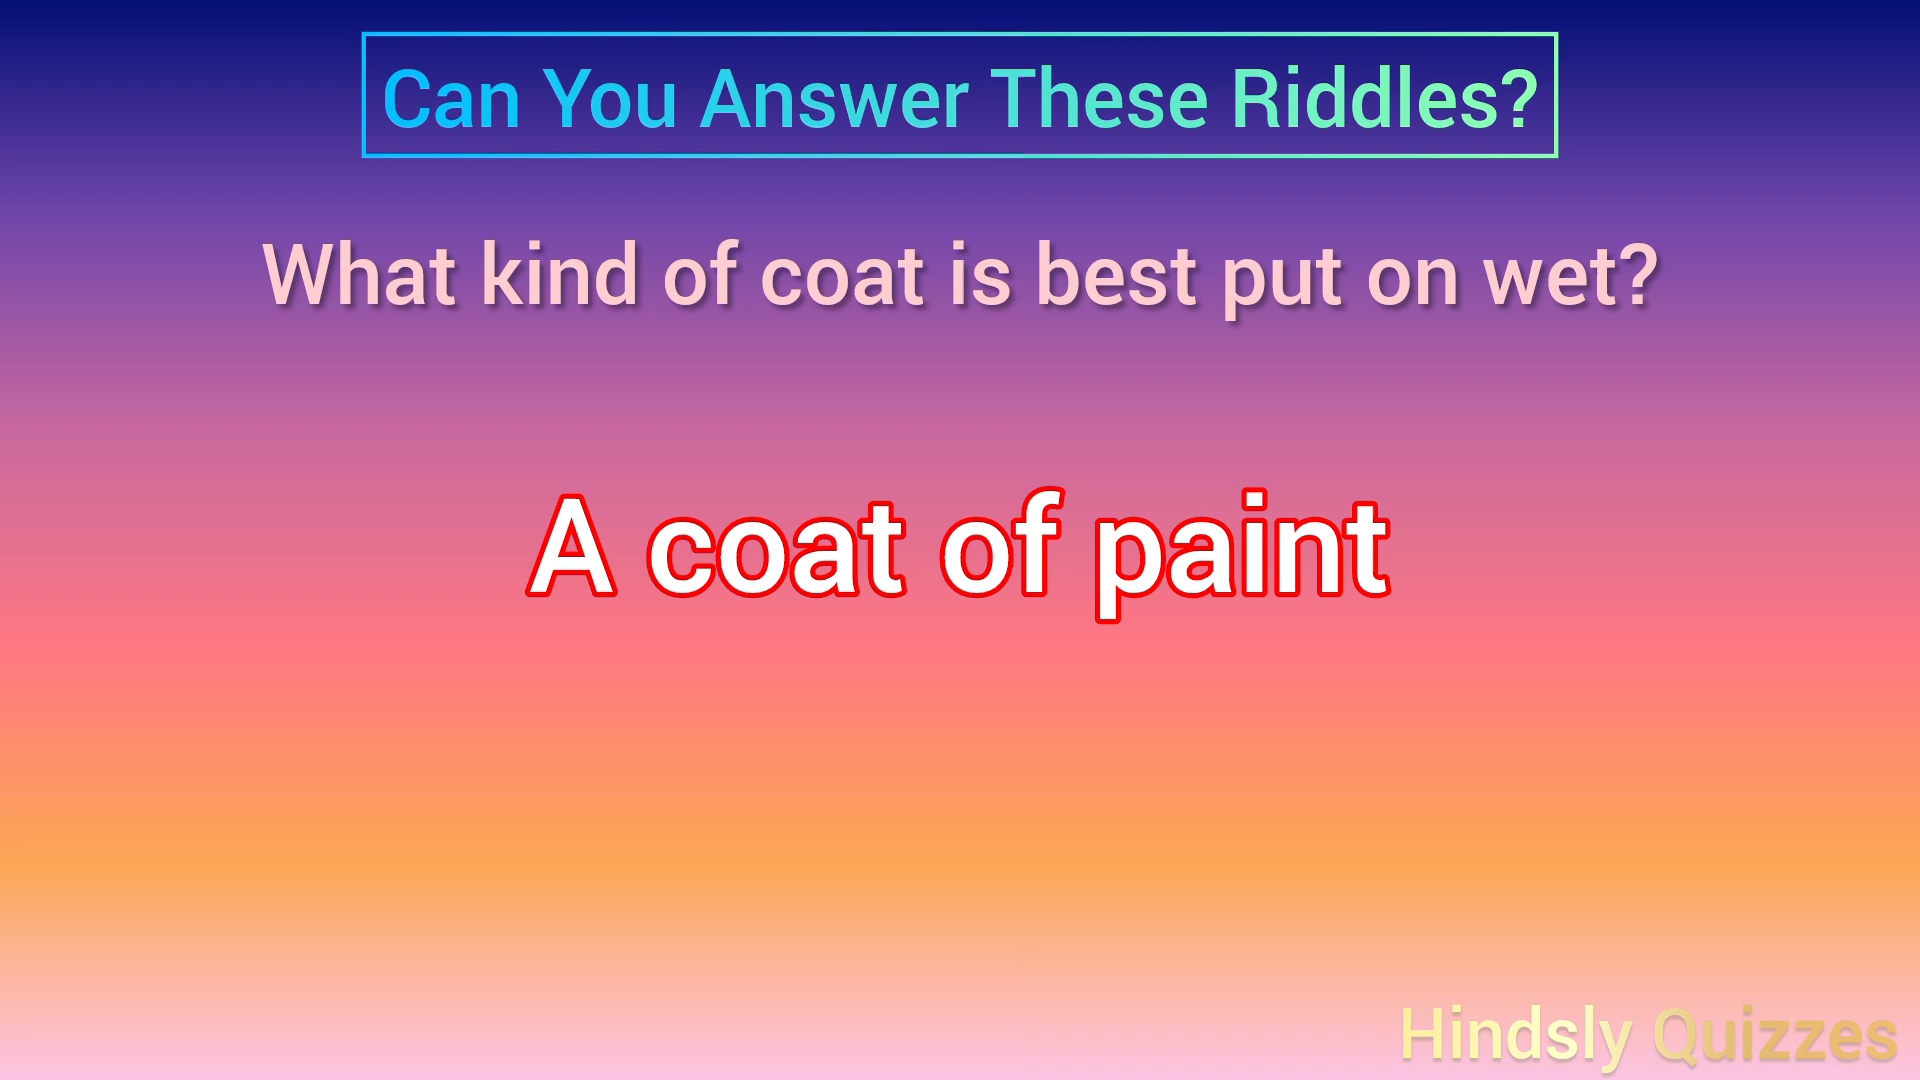 Can You Answer These Riddles?
What kind of coat is best put on wet?
A coat of paint
Hindsly Quizzes